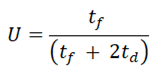 U = t_f / (t_f + 2t_d)